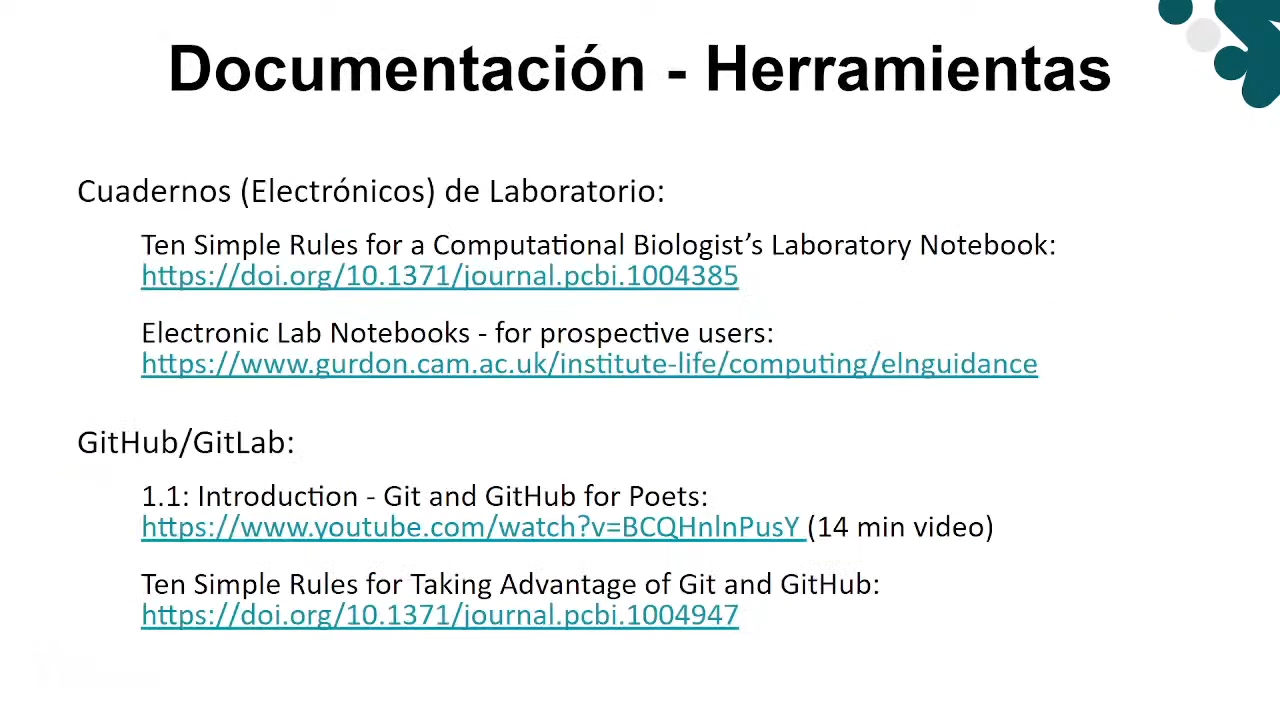 Documentación - Herramientas
Cuadernos (Electrónicos) de Laboratorio:
Ten Simple Rules for a Computational Biologist’s Laboratory Notebook:
https://doi.org/10.1371/journal.pcbi.1004385
Electronic Lab Notebooks - for prospective users:
https://www.gurdon.cam.ac.uk/institute-life/computing/elnguidance
GitHub/GitLab:
1.1: Introduction - Git and GitHub for Poets:
https://www.youtube.com/watch?v=BCQHnlnPusY (14 min video)
Ten Simple Rules for Taking Advantage of Git and GitHub:
https://doi.org/10.1371/journal.pcbi.1004947